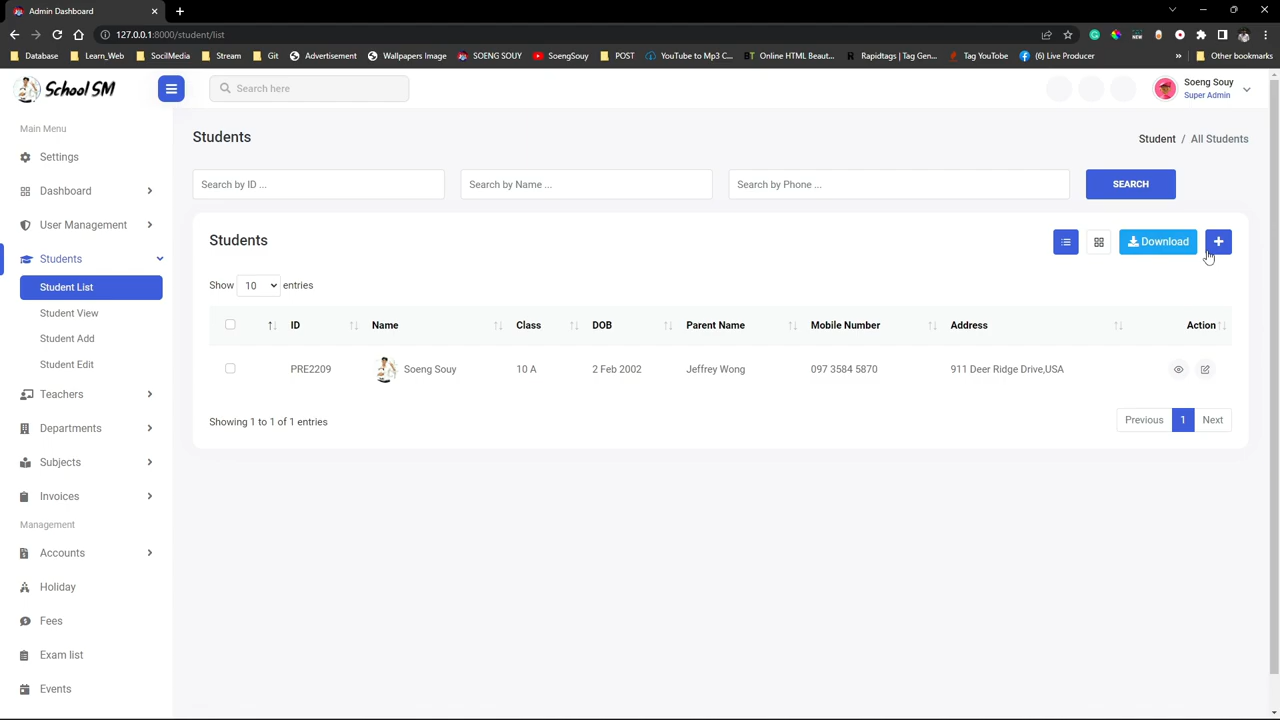 Admin Dashboard
127.0.0.1:8000/student/list
Database Learn_Web SocilMedia Stream Git Advertisement Wallpapers Image SOENG SOUY SoengSouy POST YouTube to Mp3 C... Online HTML Beaut... Rapidtags | Tag Gen... Tag YouTube (6) Live Producer » Other bookmarks
School SM
Search here
Soeng Souy
Super Admin
Main Menu
Settings
Dashboard
User Management
Students
Student List
Student View
Student Add
Student Edit
Teachers
Departments
Subjects
Invoices
Management
Accounts
Holiday
Fees
Exam list
Events
Students
Student / All Students
Search by ID ... Search by Name ... Search by Phone ... SEARCH
Students
Download
Show 10 entries
ID Name Class DOB Parent Name Mobile Number Address Action
PRE2209 Soeng Souy 10 A 2 Feb 2002 Jeffrey Wong 097 3584 5870 911 Deer Ridge Drive,USA
Showing 1 to 1 of 1 entries
Previous 1 Next